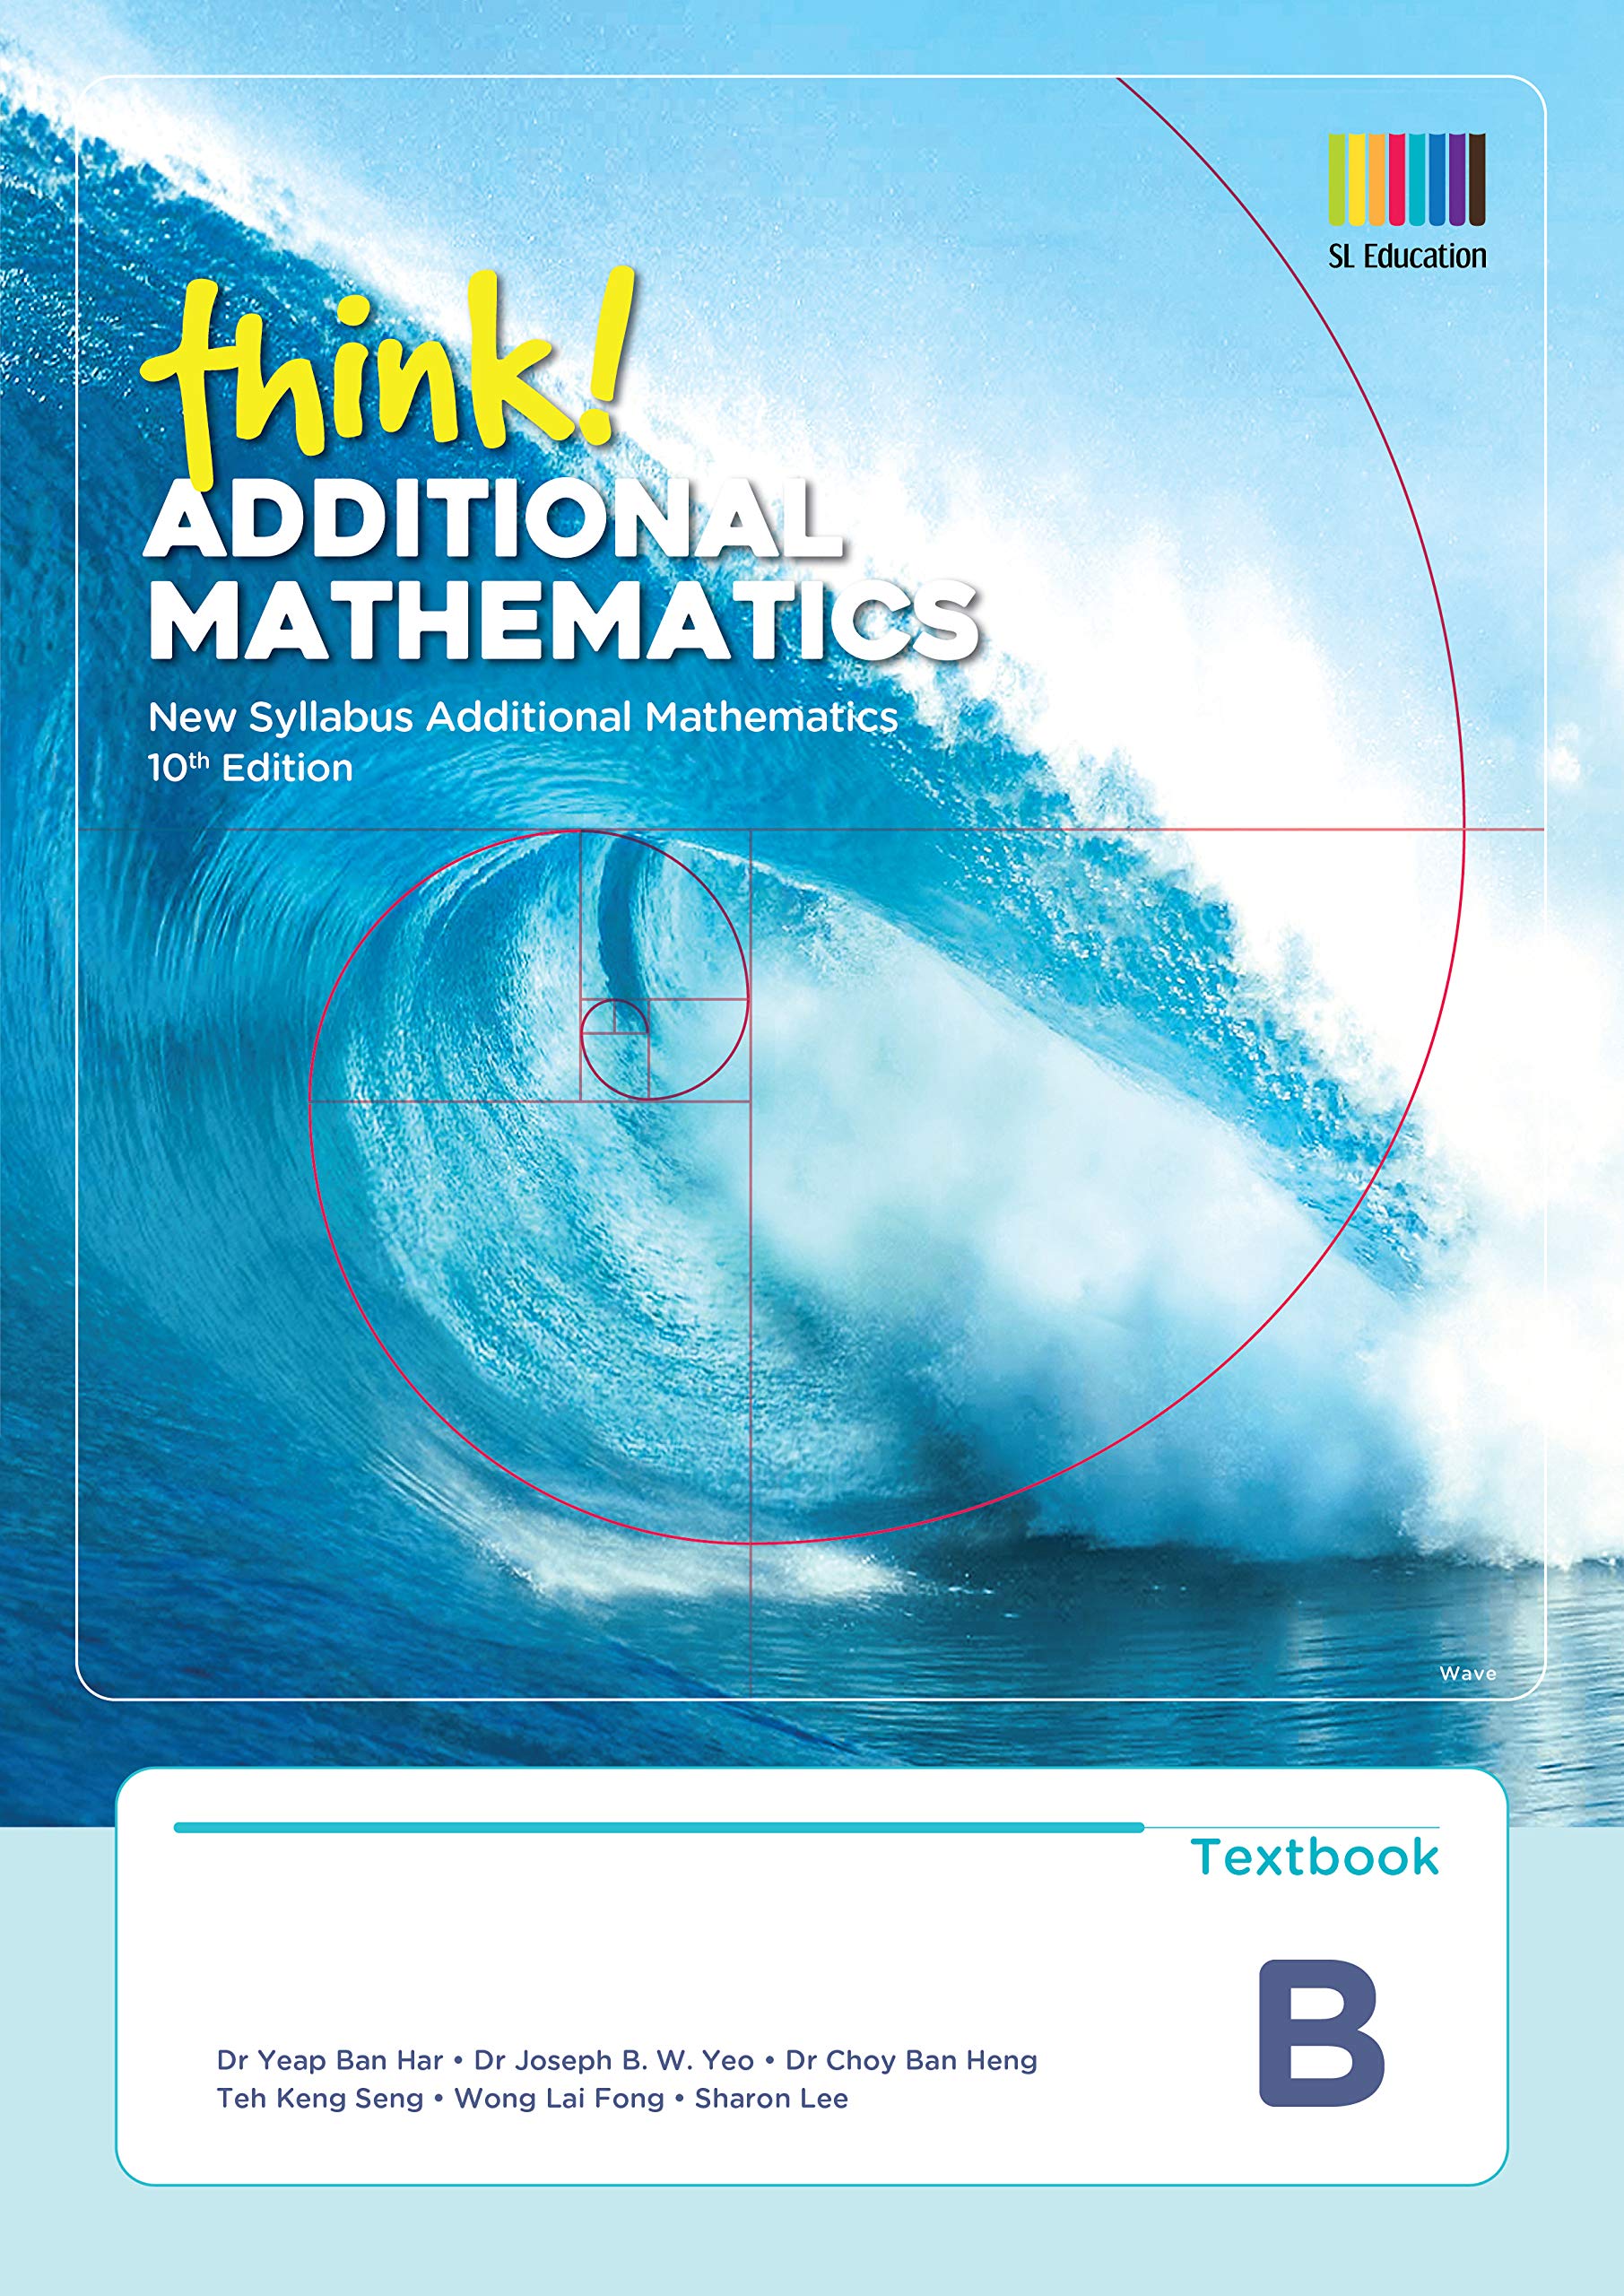 SL Education
think!
ADDITIONAL
MATHEMATICS
New Syllabus Additional Mathematics
10th Edition
Wave
Textbook
B
Dr Yeap Ban Har • Dr Joseph B. W. Yeo • Dr Choy Ban Heng
Teh Keng Seng • Wong Lai Fong • Sharon Lee